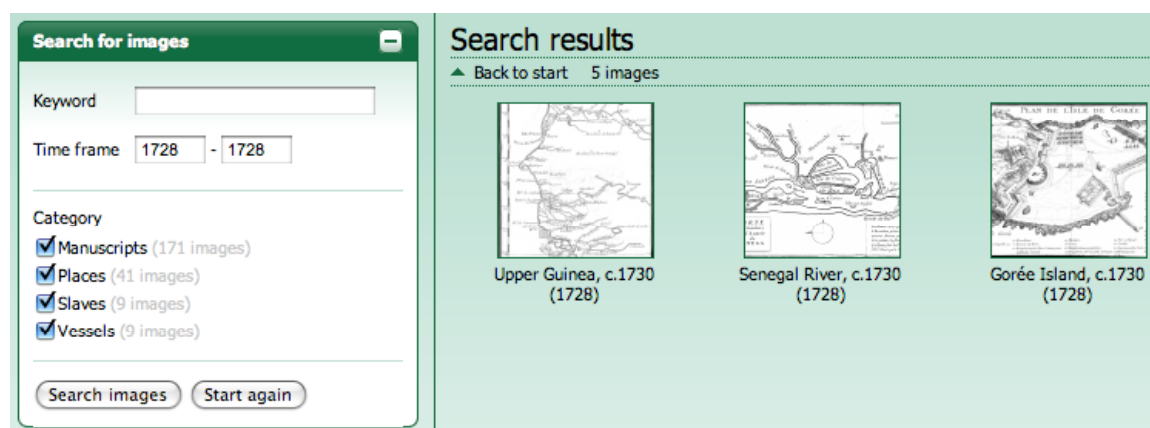 Search for images
Keyword
Time frame 1728 - 1728
Category
Manuscripts (171 images)
Places (41 images)
Slaves (9 images)
Vessels (9 images)
Search images Start again
Search results
Back to start 5 images
PLAN DE L'ISLE DE GORÉE
Upper Guinea, c.1730
(1728)
Senegal River, c.1730
(1728)
Gorée Island, c.1730
(1728)